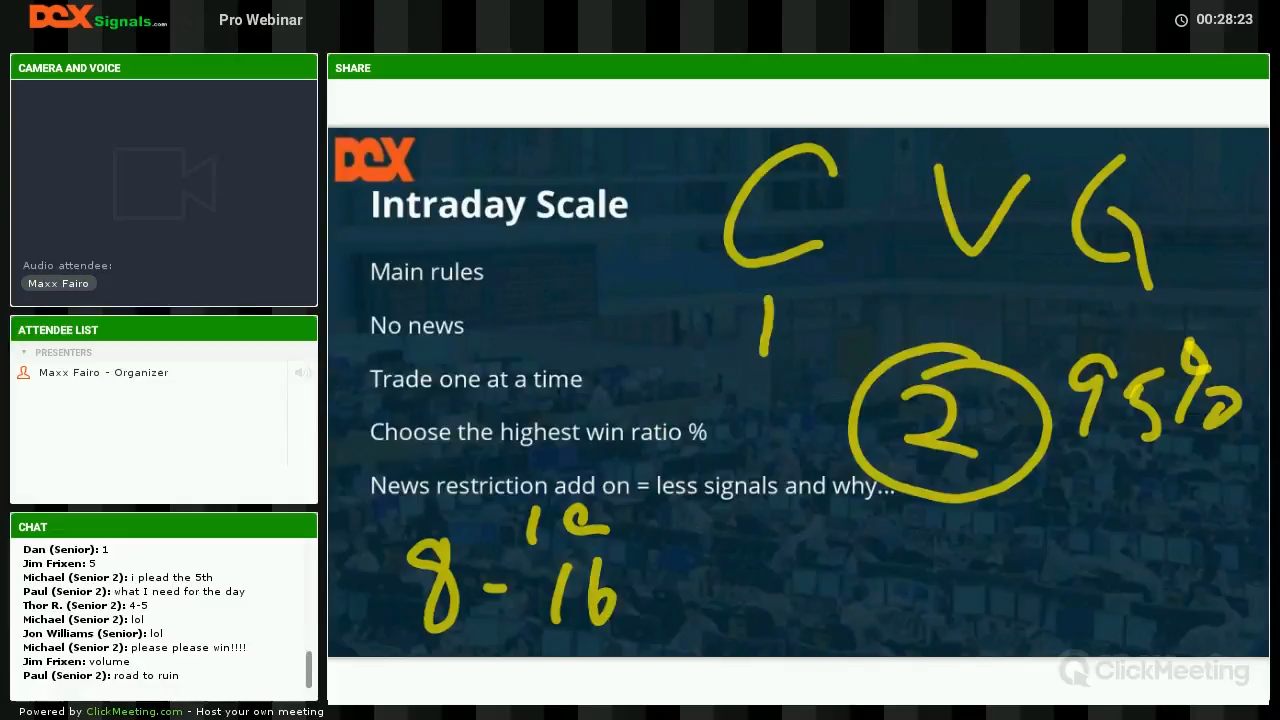 DCX Signals.com
Pro Webinar
00:28:23
CAMERA AND VOICE
Audio attendee:
Maxx Fairo
ATTENDEE LIST
PRESENTERS
Maxx Fairo - Organizer
CHAT
Dan (Senior): 1
Jim Frixen: 5
Michael (Senior 2): i plead the 5th
Paul (Senior 2): what I need for the day
Thor R. (Senior 2): 4-5
Michael (Senior 2): lol
Jon Williams (Senior): lol
Michael (Senior 2): please please win!!!!
Jim Frixen: volume
Paul (Senior 2): road to ruin
Powered by ClickMeeting.com - Host your own meeting
SHARE
DCX
Intraday Scale
Main rules
No news
Trade one at a time
Choose the highest win ratio %
News restriction add on = less signals and why...
C V G
1
2 95%
8 - 16
ClickMeeting